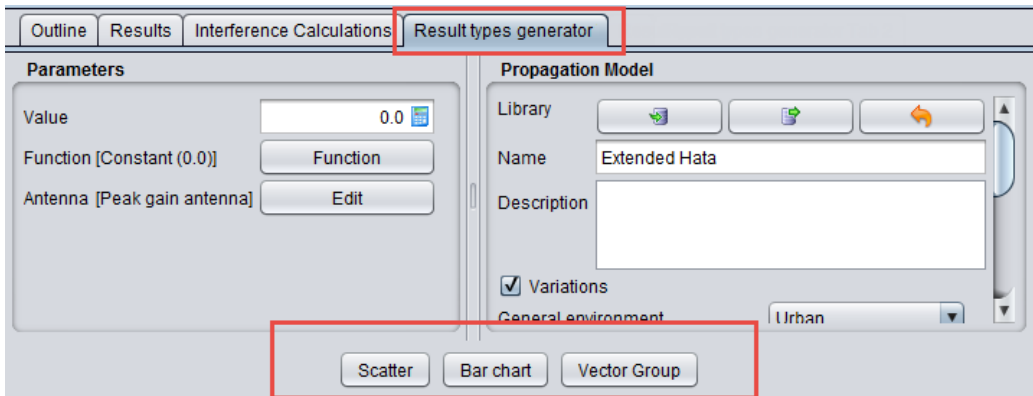 Outline Results Interference Calculations Result types generator
Parameters
Value 0.0
Function [Constant (0.0)] Function
Antenna [Peak gain antenna] Edit
Propagation Model
Library
Name Extended Hata
Description
Variations
General environment Urban
Scatter Bar chart Vector Group